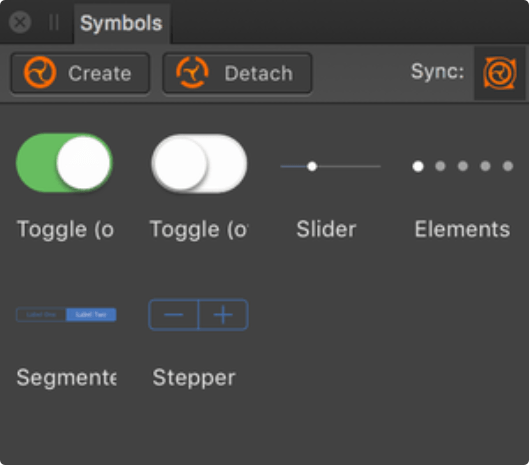 Symbols
Create Detach Sync:
Toggle (o Toggle (o Slider Elements
Label One Label Two
Segmente Stepper